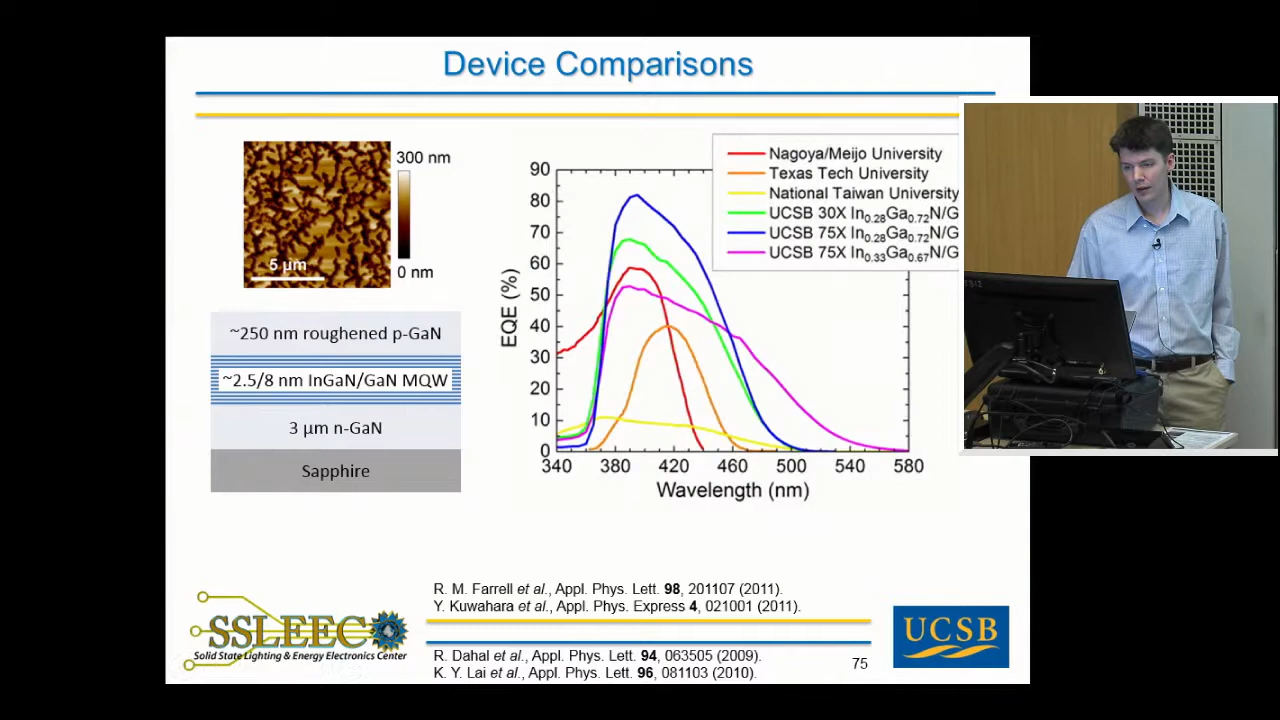 Device Comparisons
300 nm
5 µm
0 nm
~250 nm roughened p-GaN
~2.5/8 nm InGaN/GaN MQW
3 µm n-GaN
Sapphire
Nagoya/Meijo University
Texas Tech University
National Taiwan University
UCSB 30X In0.28Ga0.72N/G
UCSB 75X In0.28Ga0.72N/G
UCSB 75X In0.33Ga0.67N/G
90
80
70
60
50
40
30
20
10
0
EQE (%)
340 380 420 460 500 540 580
Wavelength (nm)
R. M. Farrell et al., Appl. Phys. Lett. 98, 201107 (2011).
Y. Kuwahara et al., Appl. Phys. Express 4, 021001 (2011).
R. Dahal et al., Appl. Phys. Lett. 94, 063505 (2009).
K. Y. Lai et al., Appl. Phys. Lett. 96, 081103 (2010).
SSLEEC
Solid State Lighting & Energy Electronics Center
75
UCSB